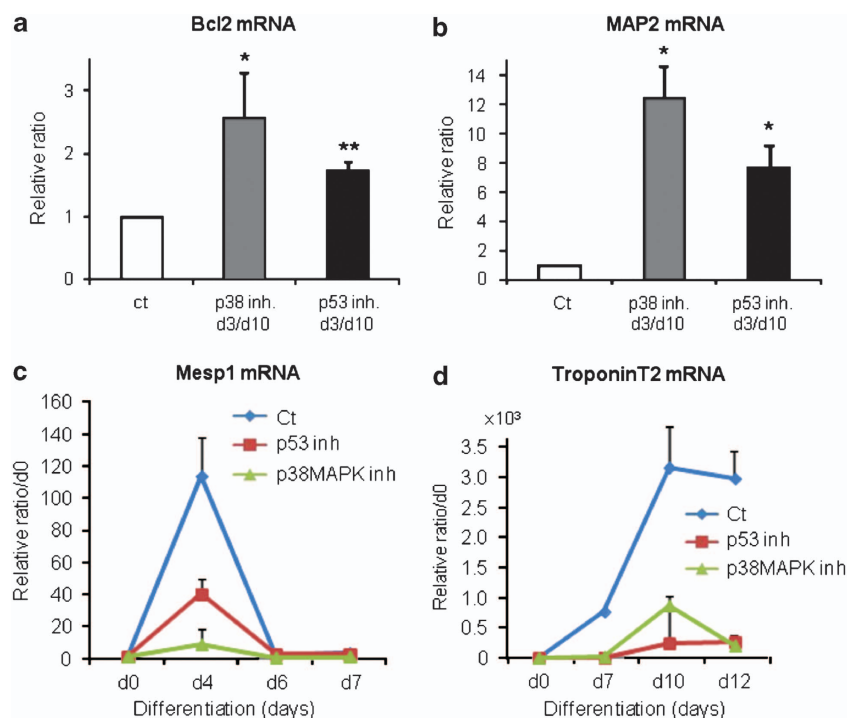 a
Bcl2 mRNA
*
**
Relative ratio
3
2
1
0
ct
p38 inh.
d3/d10
p53 inh.
d3/d10
b
MAP2 mRNA
*
*
Relative ratio
14
12
10
8
6
4
2
0
Ct
p38 inh.
d3/d10
p53 inh.
d3/d10
c
Mesp1 mRNA
Relative ratio/d0
160
140
120
100
80
60
40
20
0
Ct
p53 inh
p38MAPK inh
d0
d4
d6
d7
Differentiation (days)
d
TroponinT2 mRNA
×10³
Relative ratio/d0
3.0
2.5
2.0
1.5
1.0
0.5
0
Ct
p53 inh
p38MAPK inh
d0
d7
d10
d12
Differentiation (days)